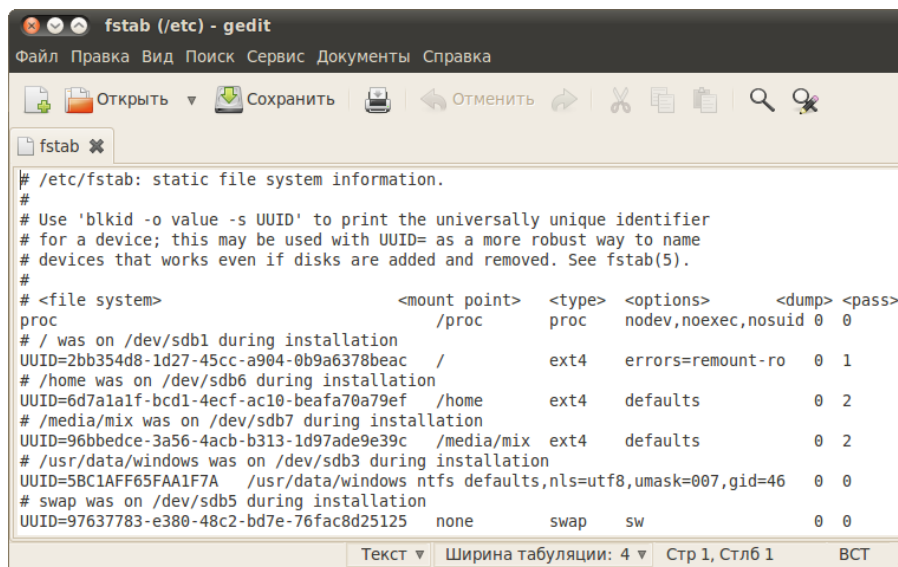 fstab (/etc) - gedit
Файл Правка Вид Поиск Сервис Документы Справка
Открыть Сохранить Отменить
fstab
# /etc/fstab: static file system information.
#
# Use 'blkid -o value -s UUID' to print the universally unique identifier
# for a device; this may be used with UUID= as a more robust way to name
# devices that works even if disks are added and removed. See fstab(5).
#
# <file system> <mount point> <type> <options> <dump> <pass>
proc /proc proc nodev,noexec,nosuid 0 0
# / was on /dev/sdb1 during installation
UUID=2bb354d8-1d27-45cc-a904-0b9a6378beac / ext4 errors=remount-ro 0 1
# /home was on /dev/sdb6 during installation
UUID=6d7a1a1f-bcd1-4ecf-ac10-beafa70a79ef /home ext4 defaults 0 2
# /media/mix was on /dev/sdb7 during installation
UUID=96bbedce-3a56-4acb-b313-1d97ade9e39c /media/mix ext4 defaults 0 2
# /usr/data/windows was on /dev/sdb3 during installation
UUID=5BC1AFF65FAA1F7A /usr/data/windows ntfs defaults,nls=utf8,umask=007,gid=46 0 0
# swap was on /dev/sdb5 during installation
UUID=97637783-e380-48c2-bd7e-76fac8d25125 none swap sw 0 0
Текст Ширина табуляции: 4 Стр 1, Стлб 1 ВСТ